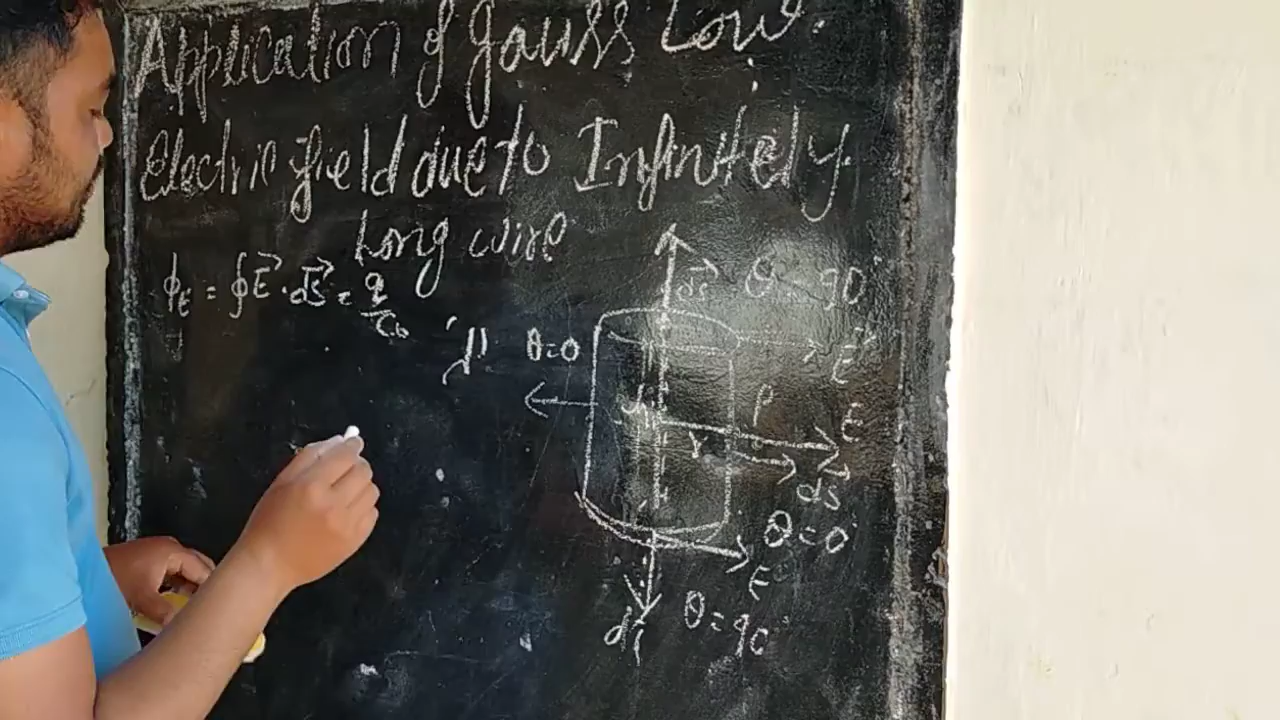 Application of Gauss Law:
Electric field due to Infinitely
Long wire
ϕE = ∮E⃗ · dS⃗ = q/ε0
'λ'
θ=0
ds⃗ θ = 90°
E⃗
P
E
r
ds⃗
θ = 0°
E
ds⃗ θ = 90°